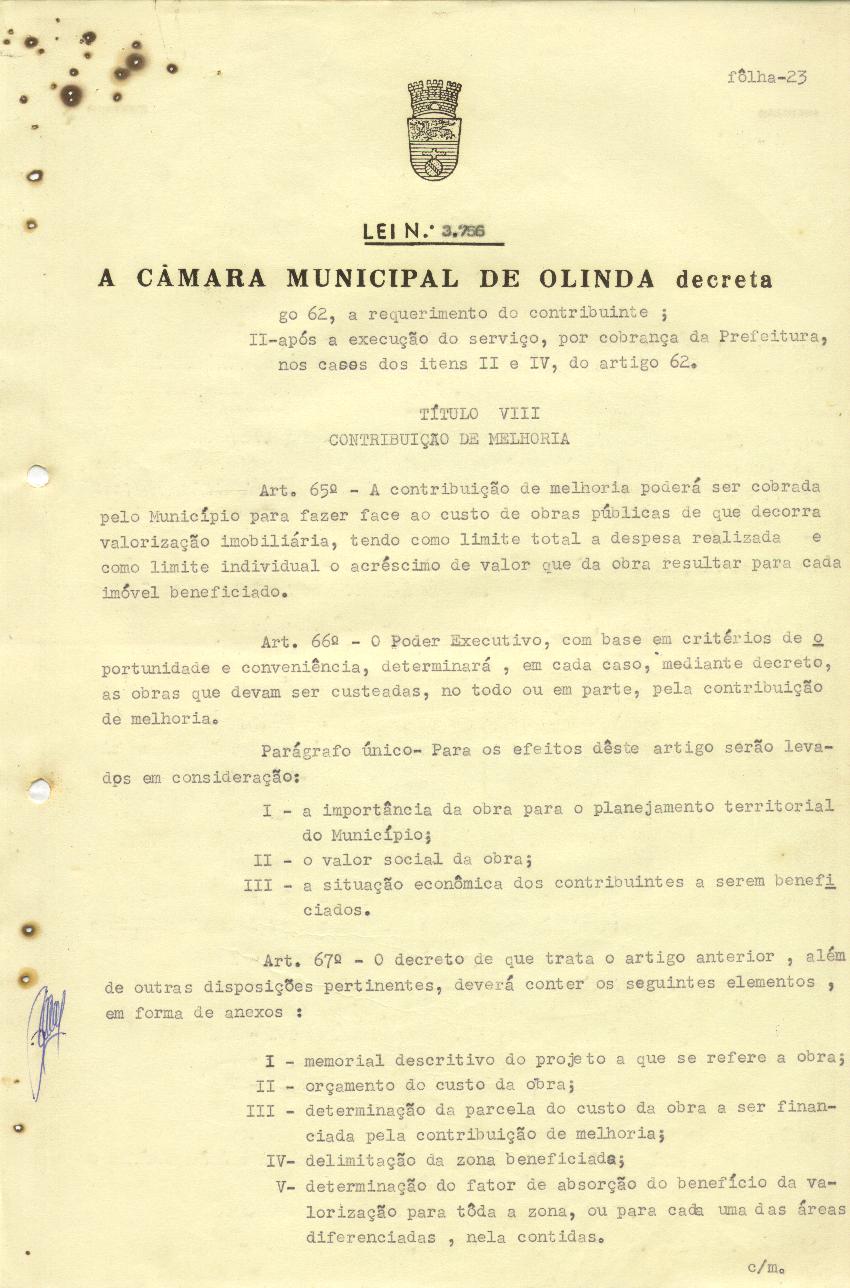 fôlha-23
LEI N.º 3.766
A CÂMARA MUNICIPAL DE OLINDA decreta
go 62, a requerimento do contribuinte ;
II-após a execução do serviço, por cobrança da Prefeitura,
nos casos dos itens II e IV, do artigo 62.
TÍTULO VIII
CONTRIBUIÇÃO DE MELHORIA
Art. 65º - A contribuição de melhoria poderá ser cobrada
pelo Município para fazer face ao custo de obras públicas de que decorra
valorização imobiliária, tendo como limite total a despesa realizada e
como limite individual o acréscimo de valor que da obra resultar para cada
imóvel beneficiado.
Art. 66º - O Poder Executivo, com base em critérios de o
portunidade e conveniência, determinará , em cada caso, mediante decreto,
as obras que devam ser custeadas, no todo ou em parte, pela contribuição
de melhoria.
Parágrafo único- Para os efeitos dêste artigo serão leva-
dos em consideração:
I - a importância da obra para o planejamento territorial
do Município;
II - o valor social da obra;
III - a situação econômica dos contribuintes a serem benefi
ciados.
Art. 67º - O decreto de que trata o artigo anterior , além
de outras disposições pertinentes, deverá conter os seguintes elementos ,
em forma de anexos :
I - memorial descritivo do projeto a que se refere a obra;
II - orçamento do custo da obra;
III - determinação da parcela do custo da obra a ser finan-
ciada pela contribuição de melhoria;
IV- delimitação da zona beneficiada;
V- determinação do fator de absorção do benefício da va-
lorização para tôda a zona, ou para cada uma das áreas
diferenciadas , nela contidas.
c/m.